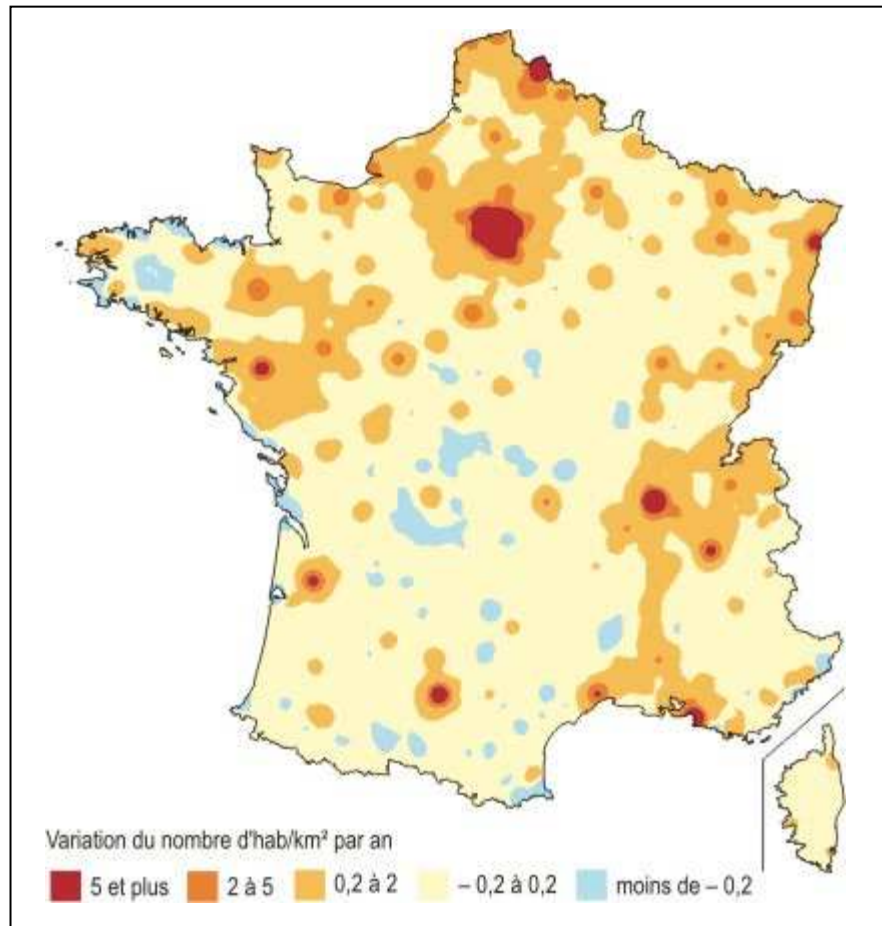 Variation du nombre d'hab/km² par an
5 et plus 2 à 5 0,2 à 2 – 0,2 à 0,2 moins de – 0,2